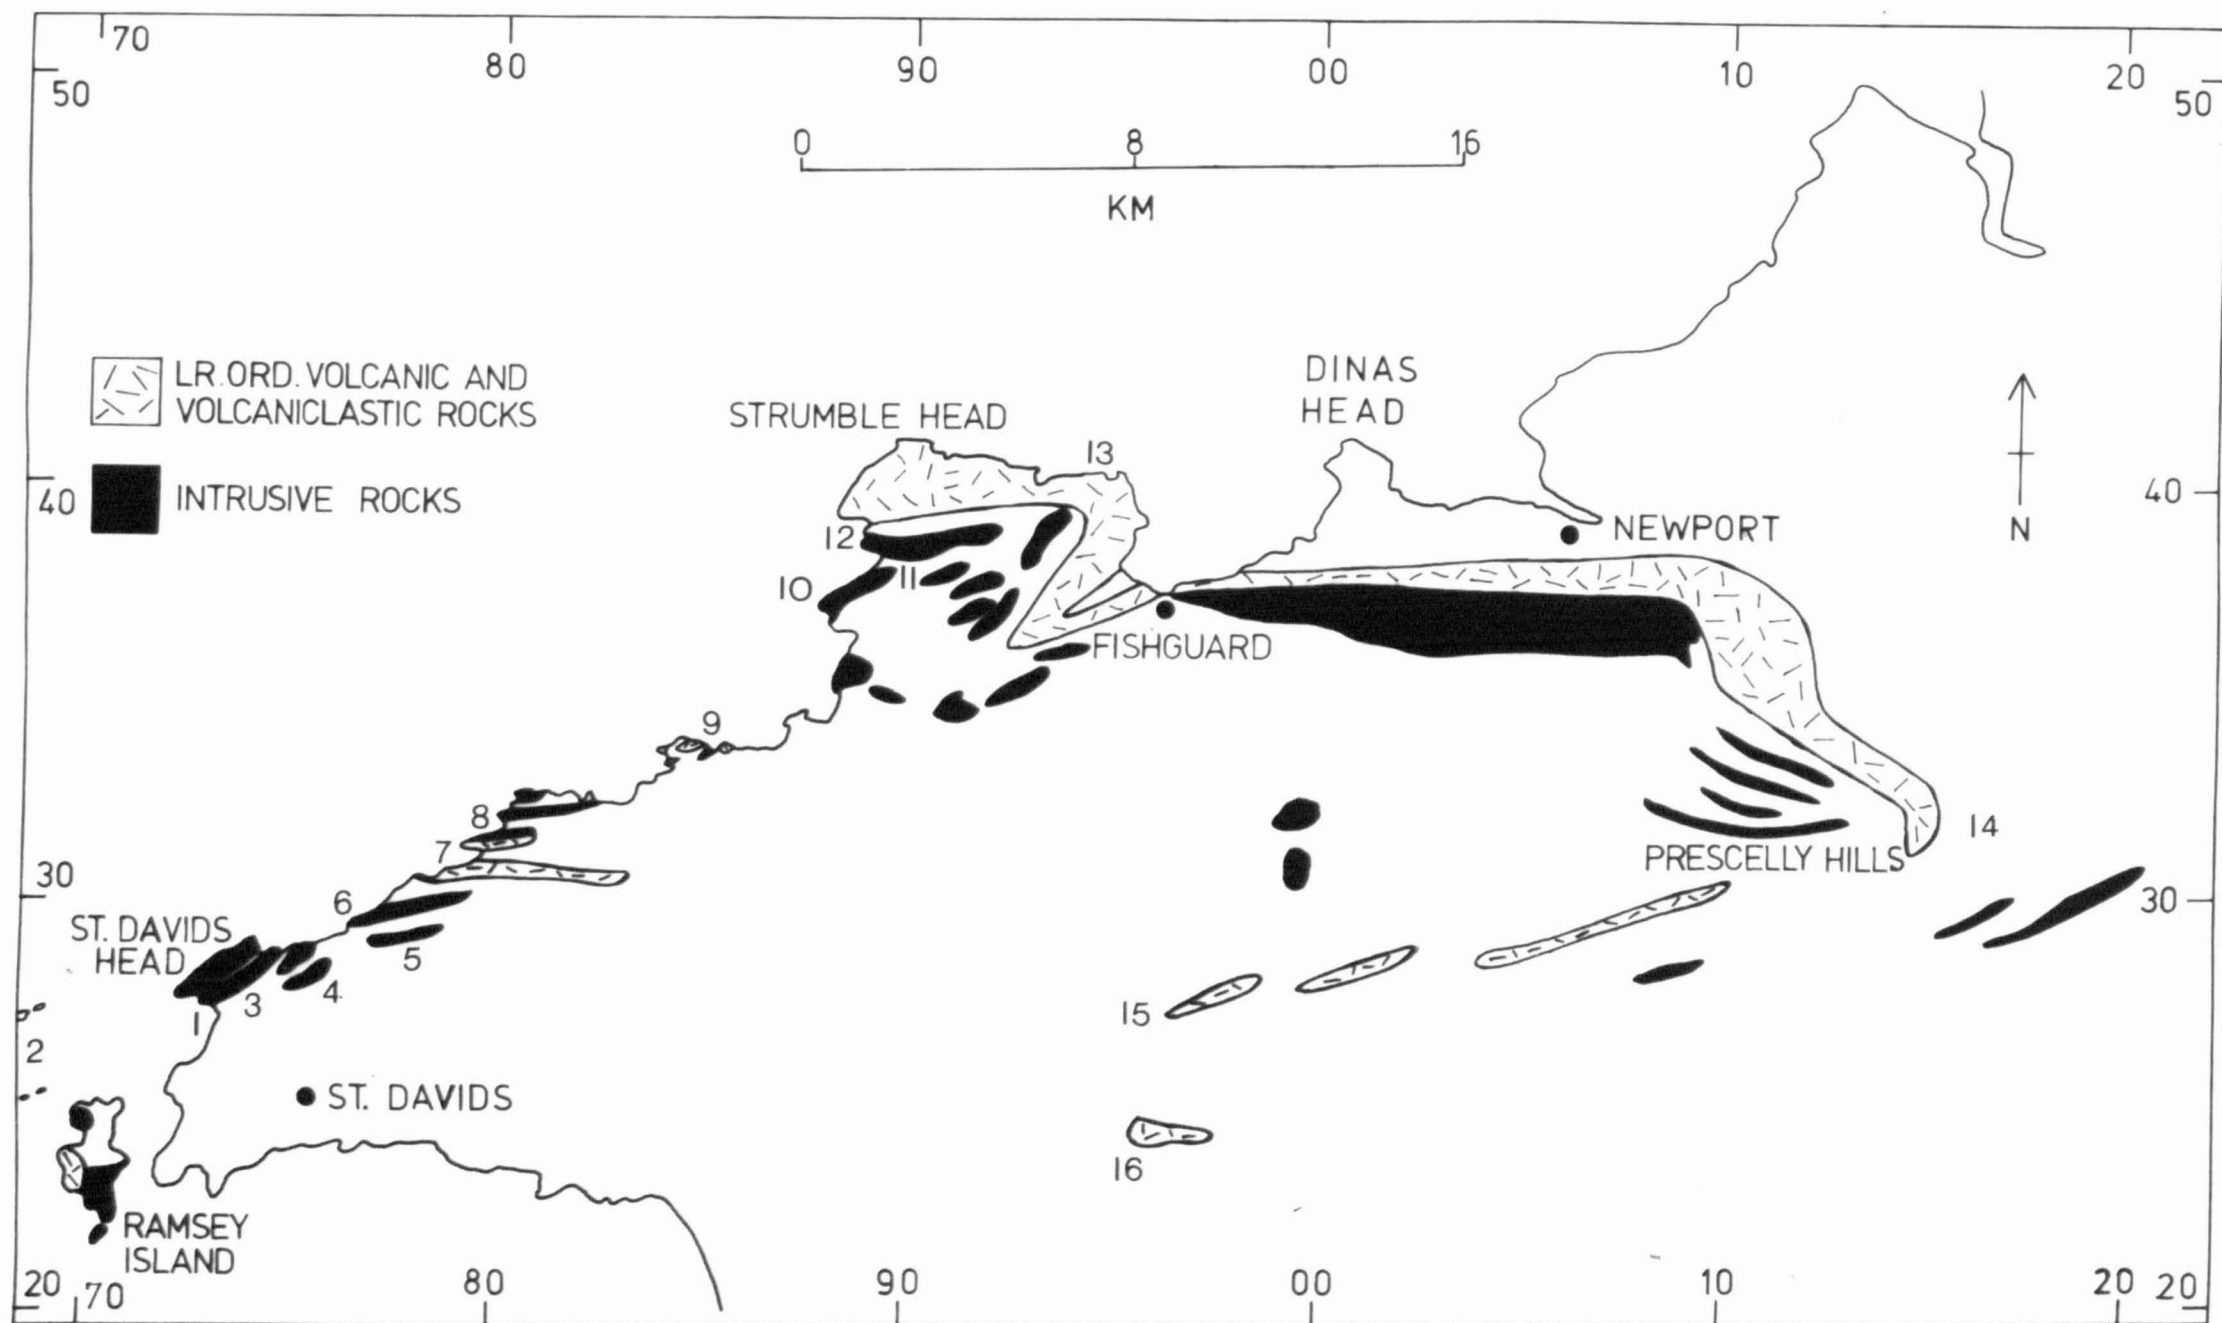 70
80
90
00
10
20
50
50
0
8
16
KM
LR. ORD. VOLCANIC AND
VOLCANICLASTIC ROCKS
INTRUSIVE ROCKS
STRUMBLE HEAD
DINAS
HEAD
13
40
40
12
NEWPORT
N
11
10
FISHGUARD
9
8
7
14
PRESCELLY HILLS
30
30
6
ST. DAVIDS
HEAD
5
4
3
1
15
2
ST. DAVIDS
16
RAMSEY
ISLAND
20
70
80
90
00
10
20
20